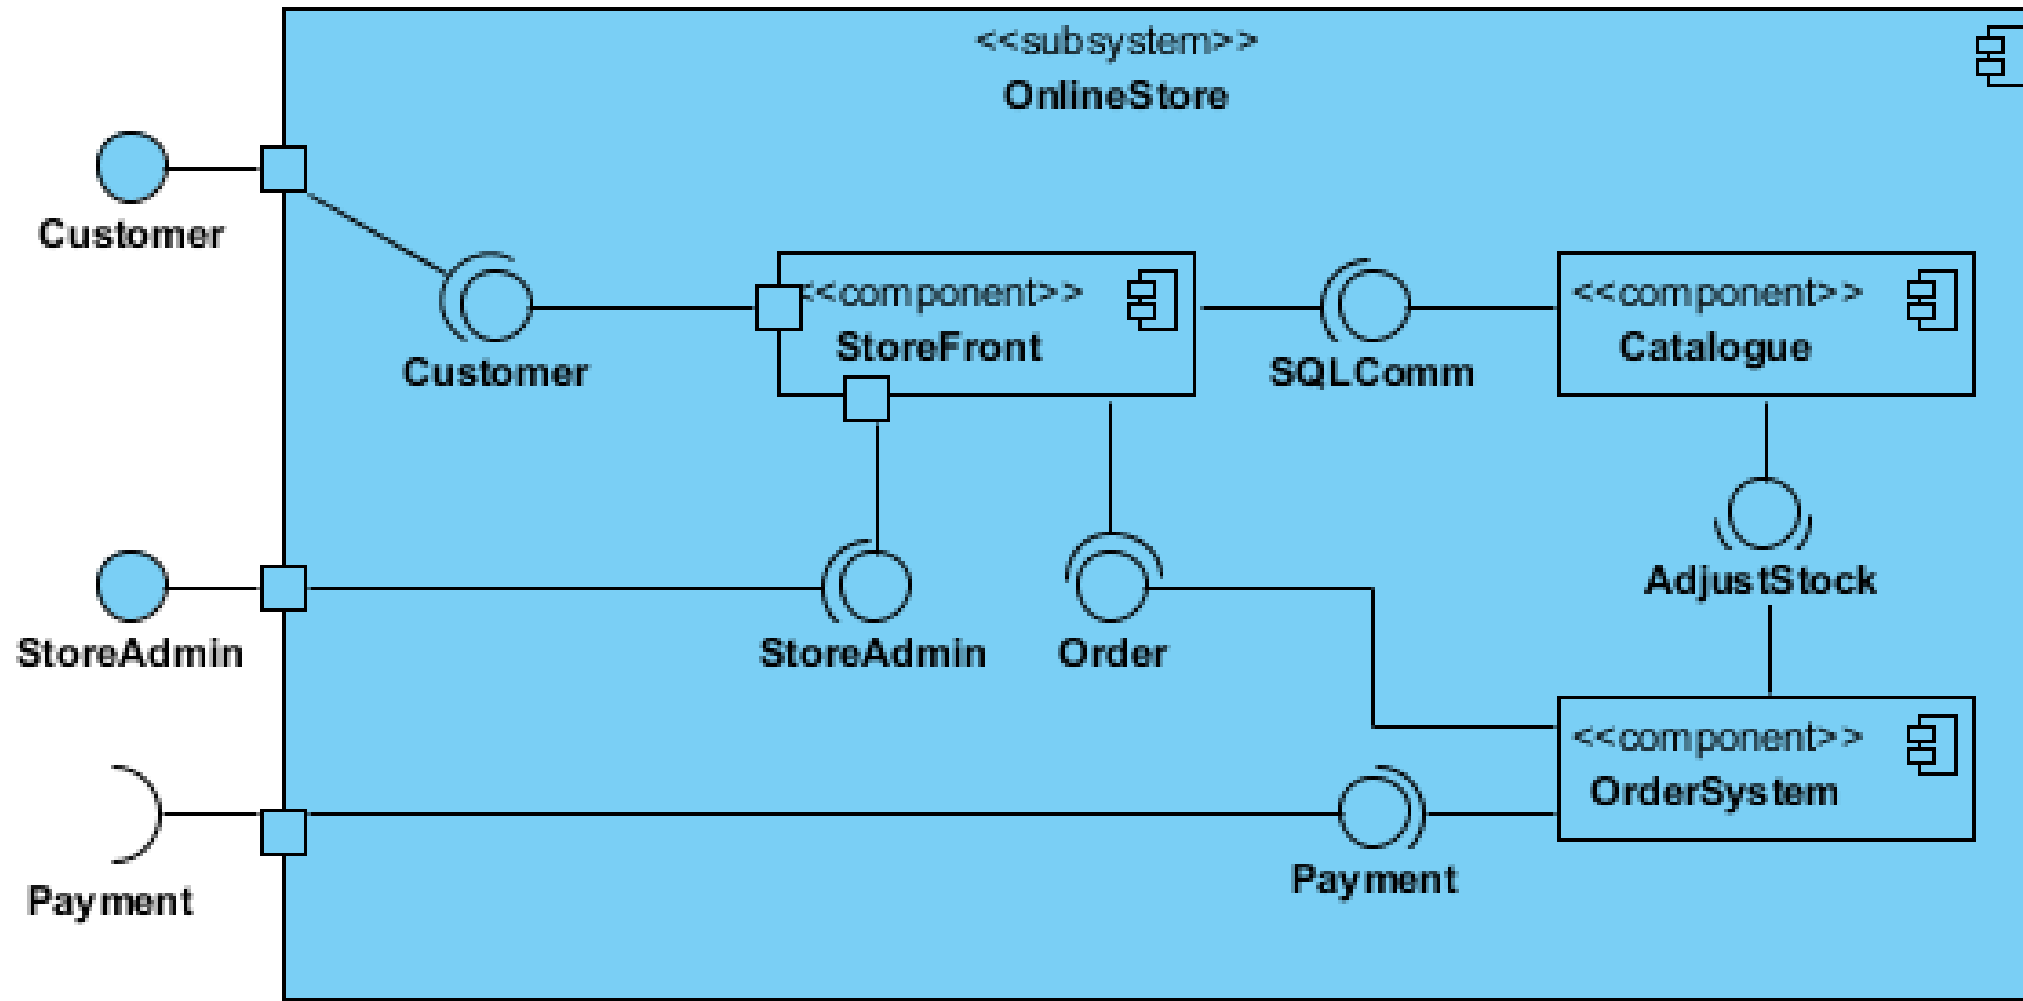 <<subsystem>>
OnlineStore
Customer
<<component>>
StoreFront
<<component>>
Catalogue
Customer
SQLComm
AdjustStock
StoreAdmin
StoreAdmin
Order
<<component>>
OrderSystem
Payment
Payment